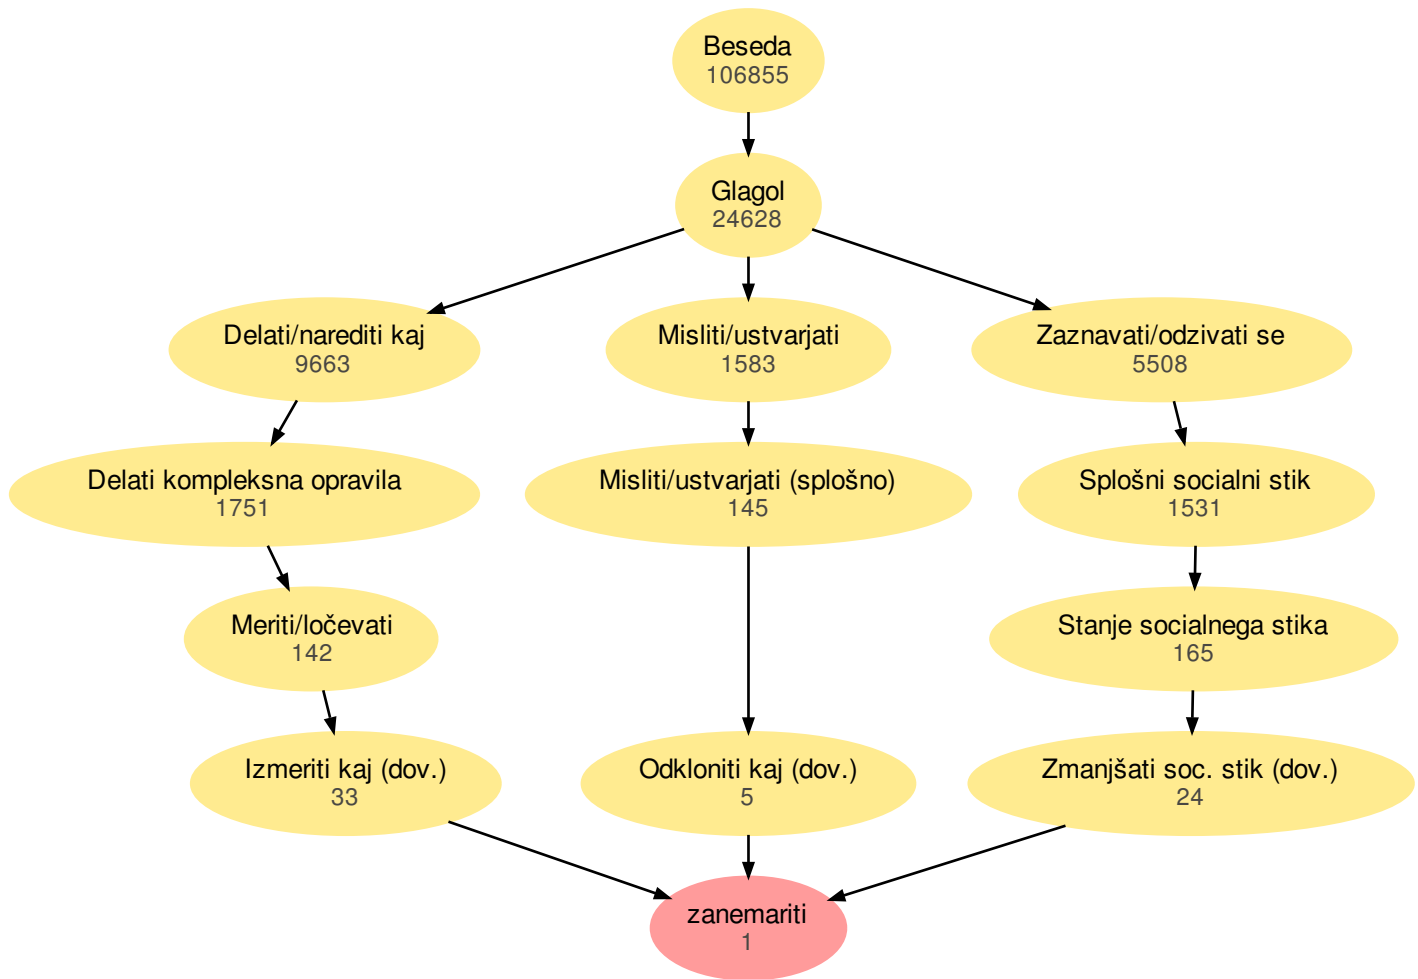 Beseda
106855
Glagol
24628
Delati/narediti kaj
9663
Misliti/ustvarjati
1583
Zaznavati/odzivati se
5508
Delati kompleksna opravila
1751
Misliti/ustvarjati (splošno)
145
Splošni socialni stik
1531
Meriti/ločevati
142
Stanje socialnega stika
165
Izmeriti kaj (dov.)
33
Odkloniti kaj (dov.)
5
Zmanjšati soc. stik (dov.)
24
zanemariti
1